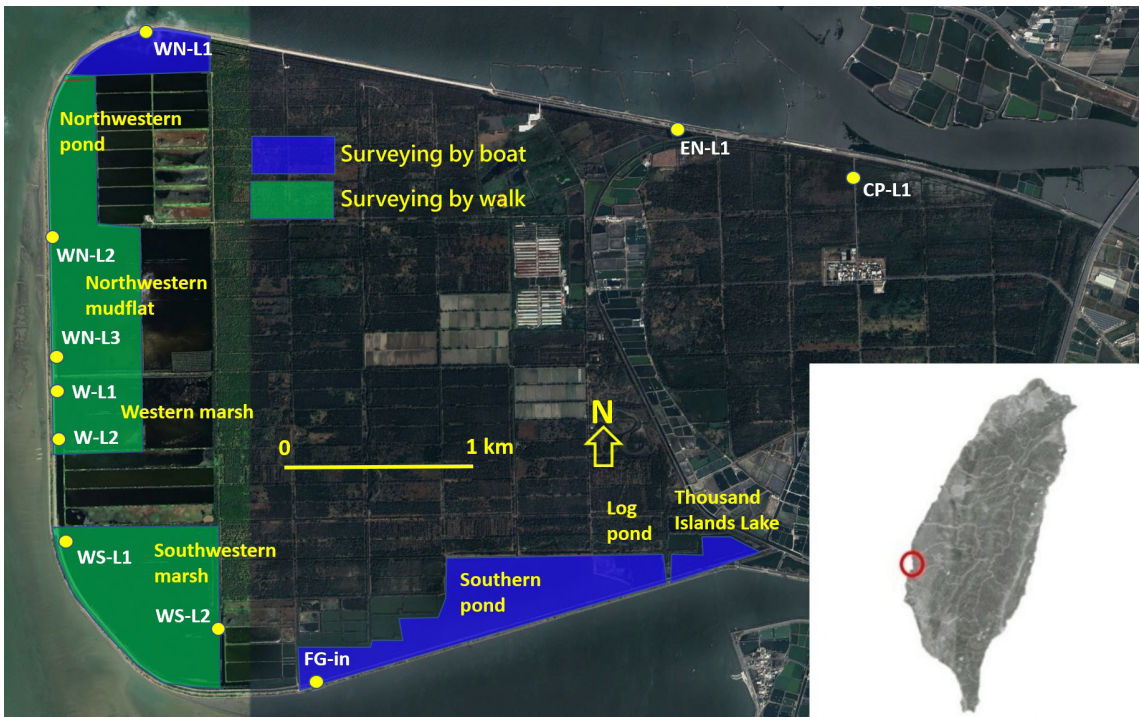 WN-L1
Northwestern
pond
Surveying by boat
EN-L1
CP-L1
Surveying by walk
WN-L2
Northwestern
mudflat
WN-L3
W-L1
Western marsh
N
W-L2
0
1 km
Thousand
Islands Lake
Log
pond
WS-L1
Southwestern
marsh
Southern
pond
WS-L2
FG-in